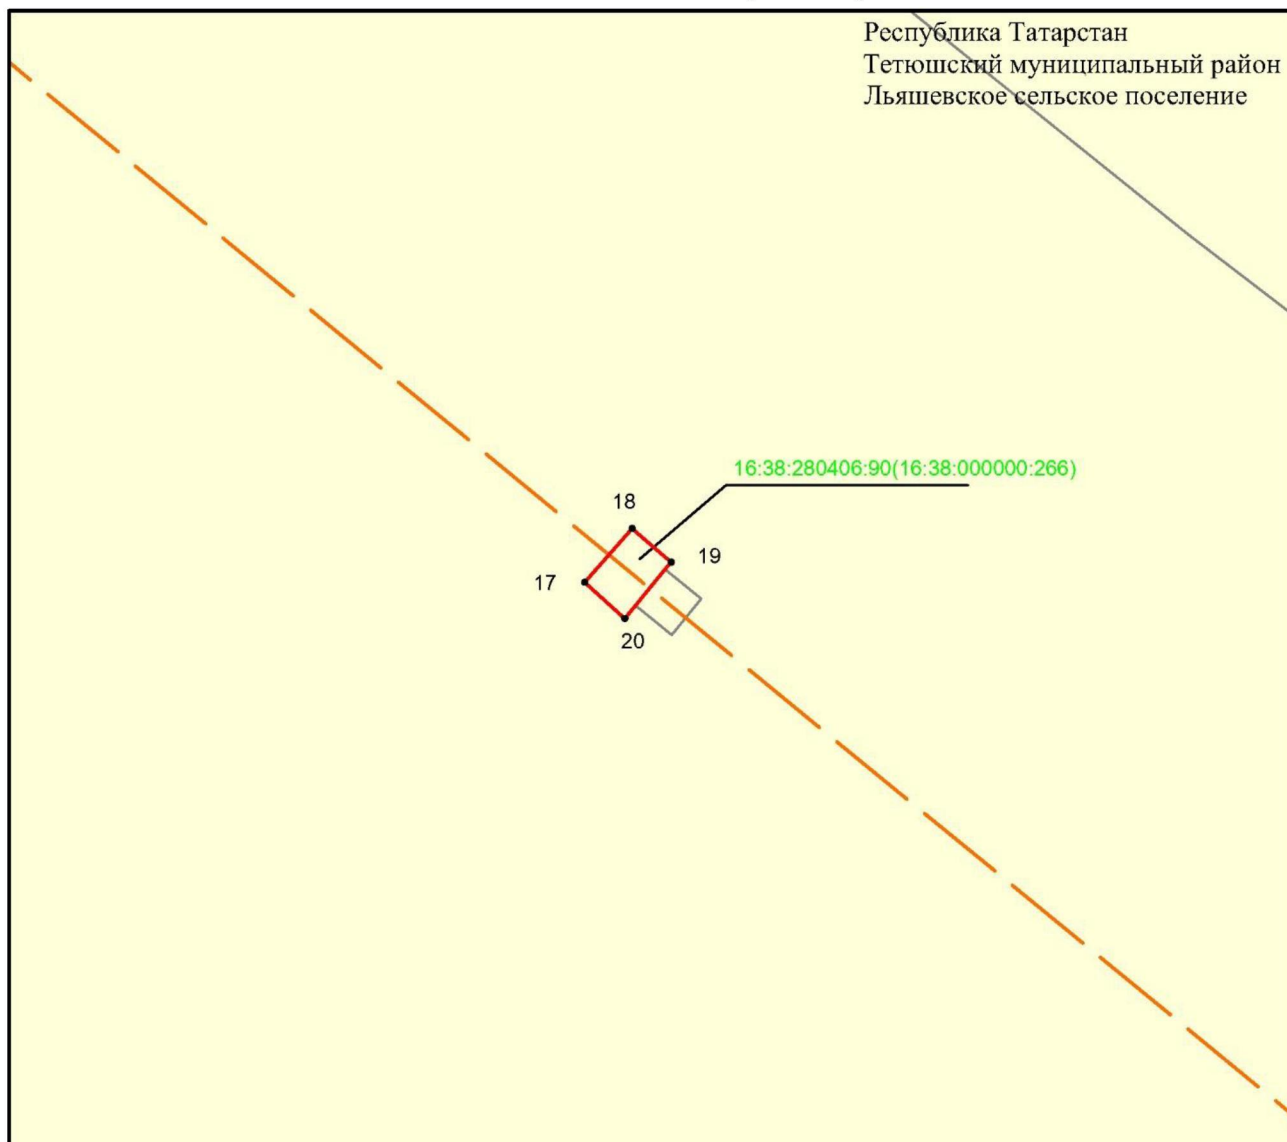 Республика Татарстан
Тетюшский муниципальный район
Льяшевское сельское поселение
16:38:280406:90(16:38:000000:266)
18
19
17
20